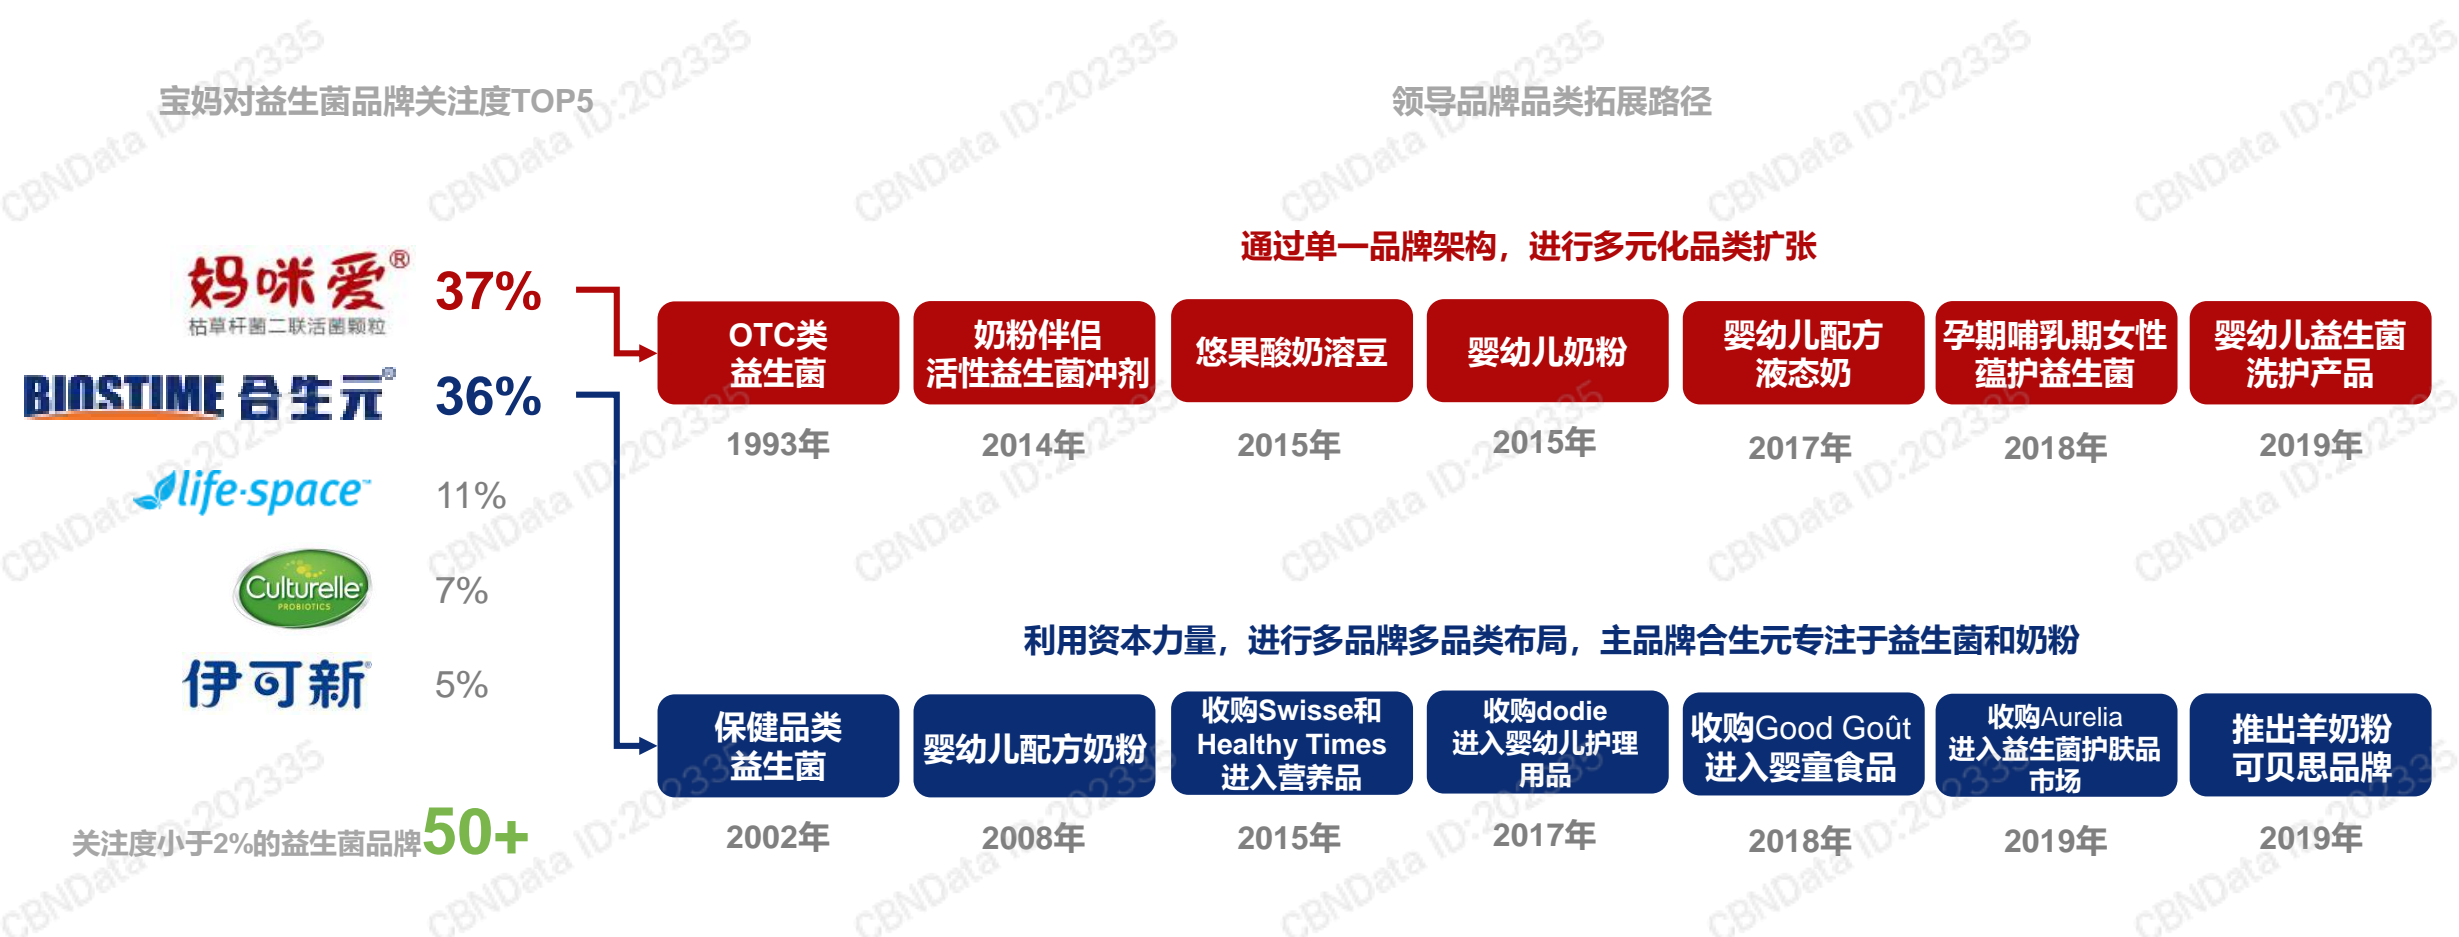 宝妈对益生菌品牌关注度TOP5
领导品牌品类拓展路径
妈咪爱®
枯草杆菌二联活菌颗粒
37%
BIOSTIME 合生元®
36%
life·space™
11%
Culturelle
PROBIOTICS
7%
伊可新®
5%
关注度小于2%的益生菌品牌50+
通过单一品牌架构，进行多元化品类扩张
OTC类
益生菌
1993年
奶粉伴侣
活性益生菌冲剂
2014年
悠果酸奶溶豆
2015年
婴幼儿奶粉
2015年
婴幼儿配方
液态奶
2017年
孕期哺乳期女性
蕴护益生菌
2018年
婴幼儿益生菌
洗护产品
2019年
利用资本力量，进行多品牌多品类布局，主品牌合生元专注于益生菌和奶粉
保健品类
益生菌
2002年
婴幼儿配方奶粉
2008年
收购Swisse和
Healthy Times
进入营养品
2015年
收购dodie
进入婴幼儿护理
用品
2017年
收购Good Goût
进入婴童食品
2018年
收购Aurelia
进入益生菌护肤品
市场
2019年
推出羊奶粉
可贝思品牌
2019年
CBNData ID:202335